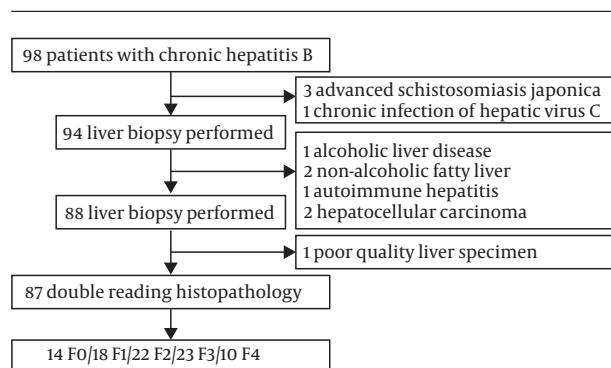 98 patients with chronic hepatitis B
3 advanced schistosomiasis japonica
1 chronic infection of hepatic virus C
94 liver biopsy performed
1 alcoholic liver disease
2 non-alcoholic fatty liver
1 autoimmune hepatitis
2 hepatocellular carcinoma
88 liver biopsy performed
1 poor quality liver specimen
87 double reading histopathology
14 F0/18 F1/22 F2/23 F3/10 F4